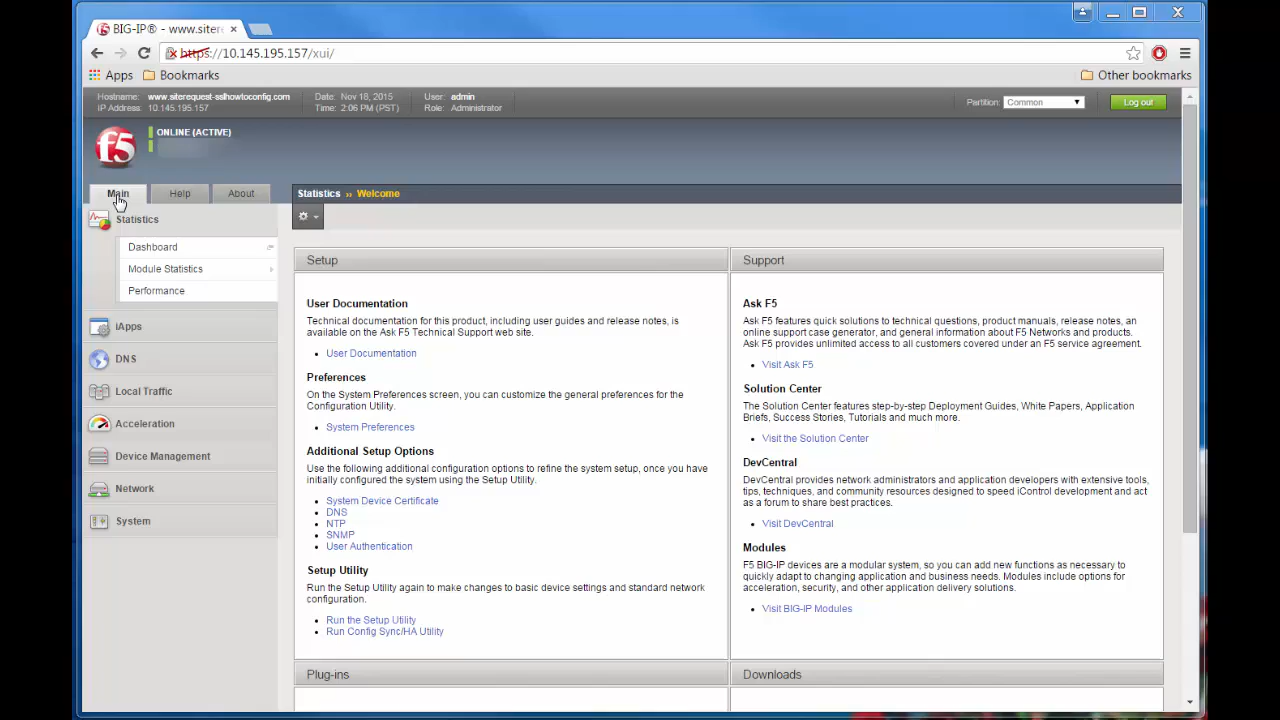 BIG-IP® - www.sitere
https://10.145.195.157/xui/
Apps Bookmarks Other bookmarks
Hostname: www.siterequest-sslhowtoconfig.com Date: Nov 18, 2015 User: admin
IP Address: 10.145.195.157 Time: 2:06 PM (PST) Role: Administrator
Partition: Common Log out
f5
ONLINE (ACTIVE)
Main Help About
Statistics » Welcome
Statistics
Dashboard
Module Statistics
Performance
iApps
DNS
Local Traffic
Acceleration
Device Management
Network
System
Setup
User Documentation
Technical documentation for this product, including user guides and release notes, is
available on the Ask F5 Technical Support web site.
• User Documentation
Preferences
On the System Preferences screen, you can customize the general preferences for the
Configuration Utility.
• System Preferences
Additional Setup Options
Use the following additional configuration options to refine the system setup, once you have
initially configured the system using the Setup Utility.
• System Device Certificate
• DNS
• NTP
• SNMP
• User Authentication
Setup Utility
Run the Setup Utility again to make changes to basic device settings and standard network
configuration.
• Run the Setup Utility
• Run Config Sync/HA Utility
Plug-ins
Support
Ask F5
Ask F5 features quick solutions to technical questions, product manuals, release notes, an
online support case generator, and general information about F5 Networks and products.
Ask F5 provides unlimited access to all customers covered under an F5 service agreement.
• Visit Ask F5
Solution Center
The Solution Center features step-by-step Deployment Guides, White Papers, Application
Briefs, Success Stories, Tutorials and much more.
• Visit the Solution Center
DevCentral
DevCentral provides network administrators and application developers with extensive tools,
tips, techniques, and community resources designed to speed iControl development and act
as a forum to share best practices.
• Visit DevCentral
Modules
F5 BIG-IP devices are a modular system, so you can add new functions as necessary to
quickly adapt to changing application and business needs. Modules include options for
acceleration, security, and other application delivery solutions.
• Visit BIG-IP Modules
Downloads